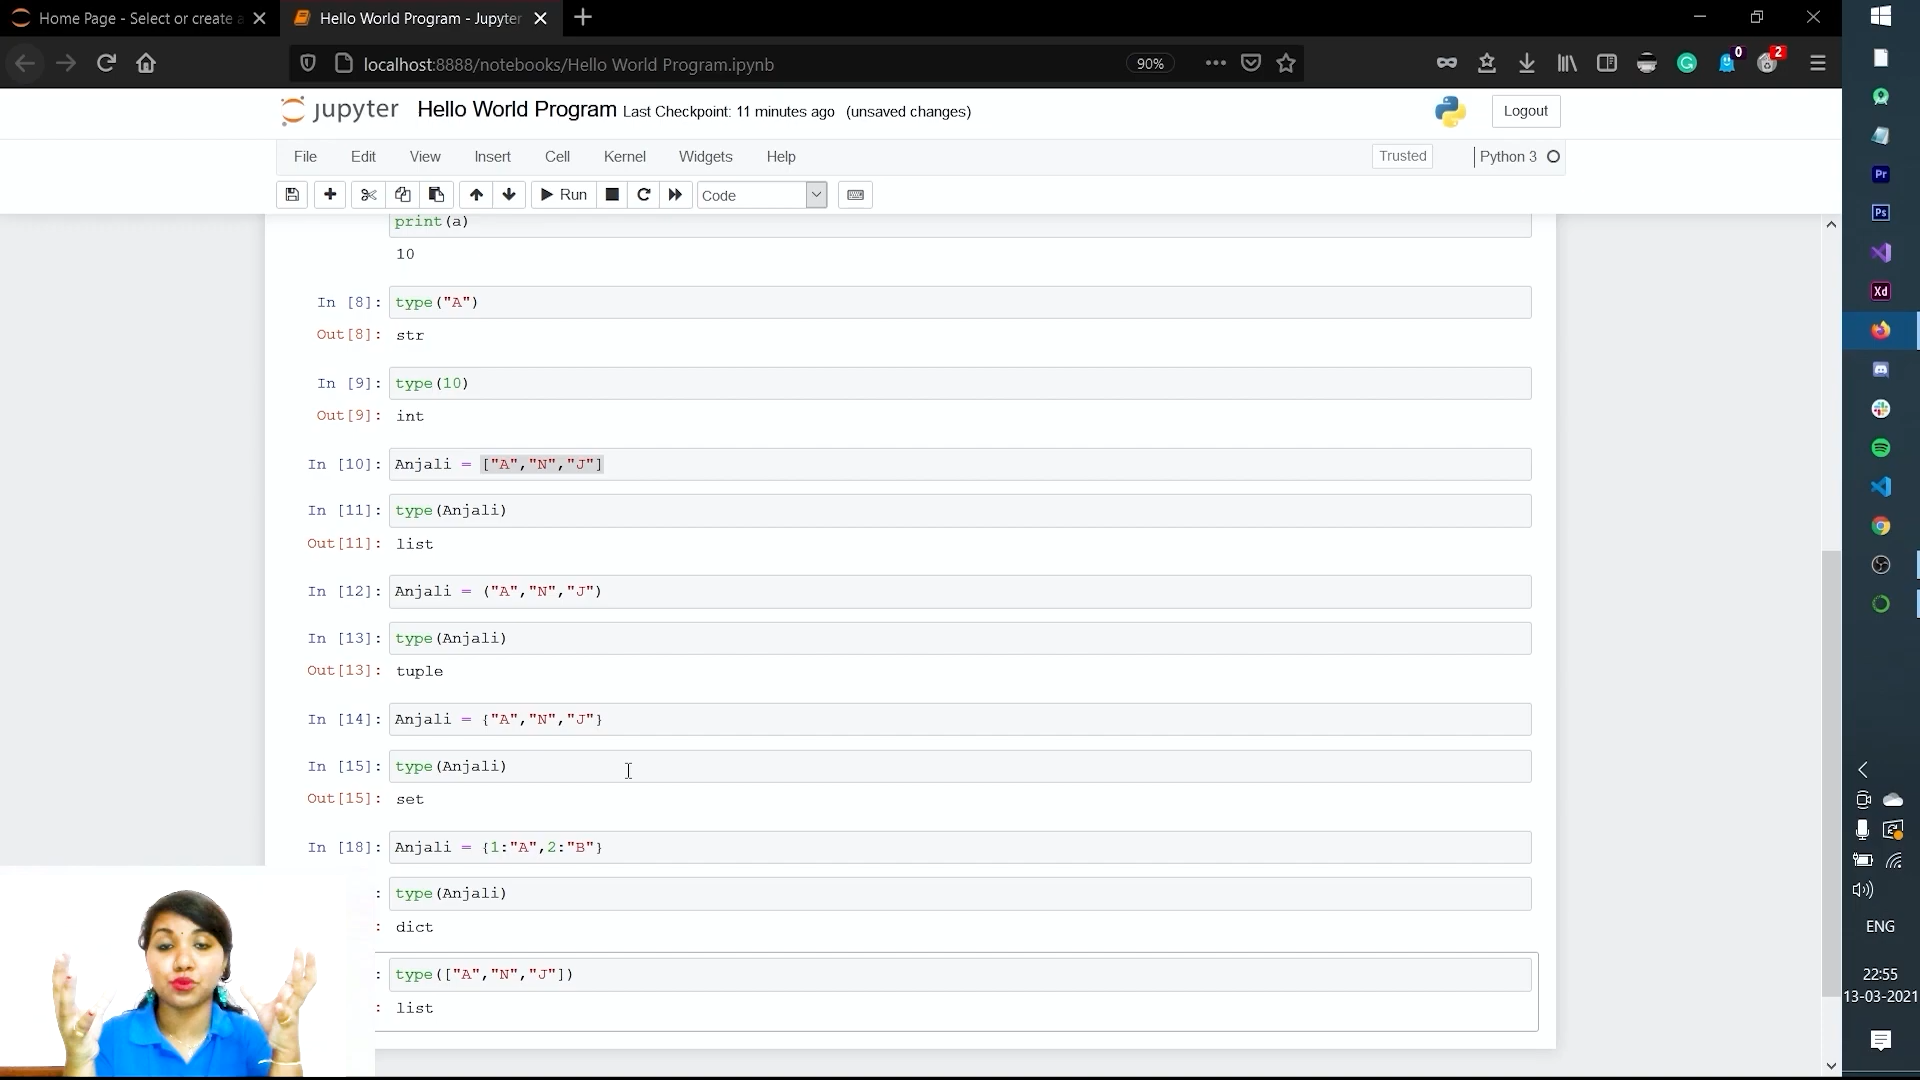 Home Page - Select or create a
Hello World Program - Jupyter
localhost:8888/notebooks/Hello World Program.ipynb
90%
0
2
jupyter Hello World Program Last Checkpoint: 11 minutes ago (unsaved changes)
Logout
File Edit View Insert Cell Kernel Widgets Help
Trusted
Python 3
Run
Code
print(a)
10
In [8]: type("A")
Out[8]: str
In [9]: type(10)
Out[9]: int
In [10]: Anjali = ["A","N","J"]
In [11]: type(Anjali)
Out[11]: list
In [12]: Anjali = ("A","N","J")
In [13]: type(Anjali)
Out[13]: tuple
In [14]: Anjali = {"A","N","J"}
In [15]: type(Anjali)
Out[15]: set
In [18]: Anjali = {1:"A",2:"B"}
: type(Anjali)
: dict
: type(["A","N","J"])
: list
Pr
Ps
Xd
ENG
22:55
13-03-2021